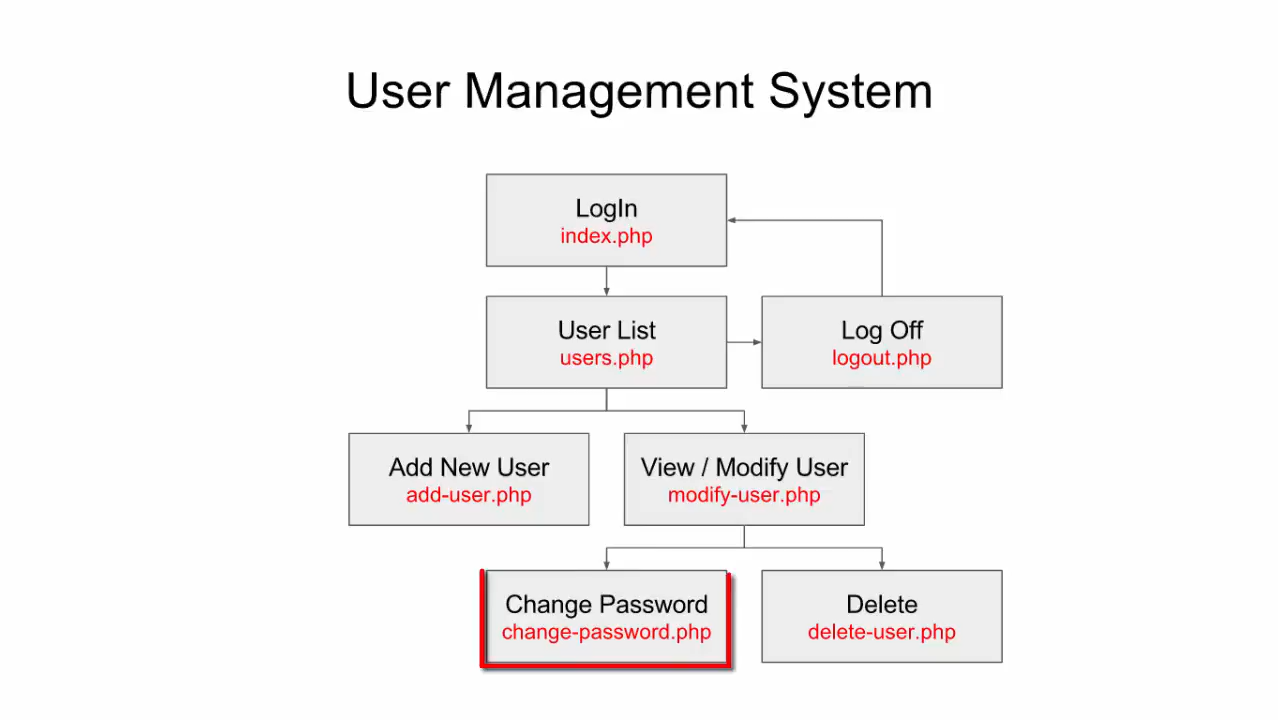 User Management System
LogIn
index.php
User List
users.php
Log Off
logout.php
Add New User
add-user.php
View / Modify User
modify-user.php
Change Password
change-password.php
Delete
delete-user.php